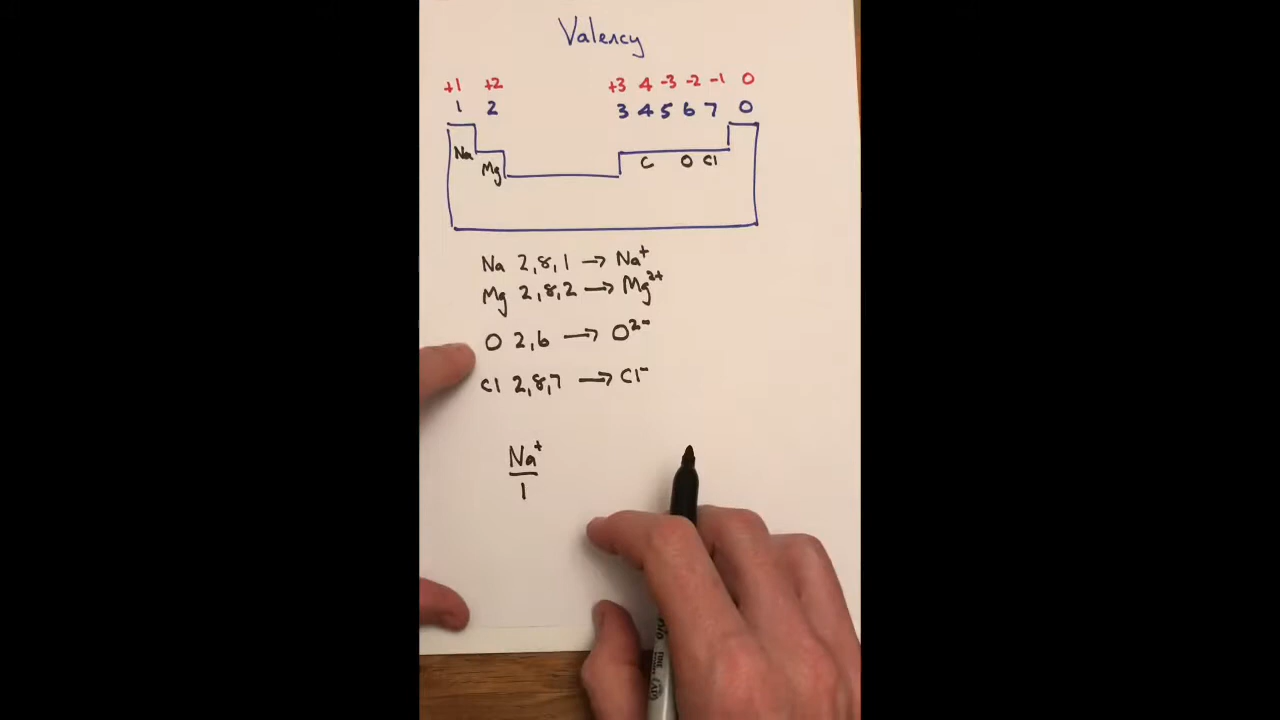 Valency
+1 +2 +3 4 -3 -2 -1 0
1 2 3 4 5 6 7 0
Na Mg C O Cl
Na 2,8,1 → Na⁺
Mg 2,8,2 → Mg²⁺
O 2,6 → O²⁻
Cl 2,8,7 → Cl⁻
Na⁺
1